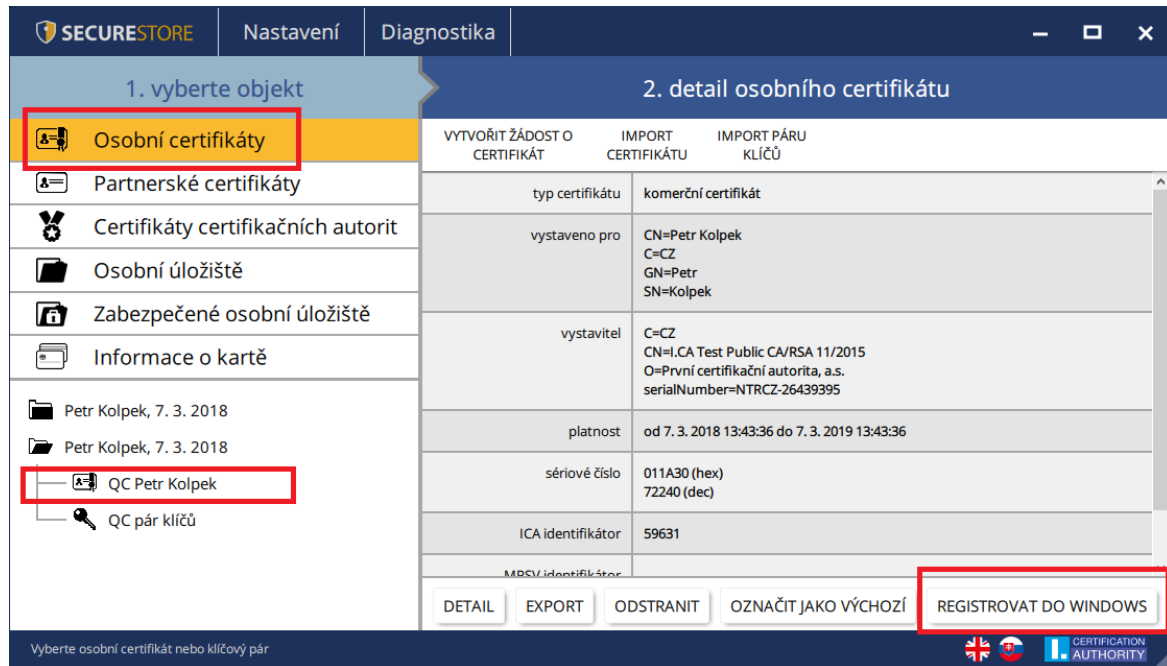 SECURESTORE
Nastavení
Diagnostika
1. vyberte objekt
2. detail osobního certifikátu
Osobní certifikáty
Partnerské certifikáty
Certifikáty certifikačních autorit
Osobní úložiště
Zabezpečené osobní úložiště
Informace o kartě
Petr Kolpek, 7. 3. 2018
Petr Kolpek, 7. 3. 2018
QC Petr Kolpek
QC pár klíčů
VYTVOŘIT ŽÁDOST O
CERTIFIKÁT
IMPORT
CERTIFIKÁTU
IMPORT PÁRU
KLÍČŮ
typ certifikátu
komerční certifikát
vystaveno pro
CN=Petr Kolpek
C=CZ
GN=Petr
SN=Kolpek
vystavitel
C=CZ
CN=I.CA Test Public CA/RSA 11/2015
O=První certifikační autorita, a.s.
serialNumber=NTRCZ-26439395
platnost
od 7. 3. 2018 13:43:36 do 7. 3. 2019 13:43:36
sériové číslo
011A30 (hex)
72240 (dec)
ICA identifikátor
59631
MPSV identifikátor
DETAIL
EXPORT
ODSTRANIT
OZNAČIT JAKO VÝCHOZÍ
REGISTROVAT DO WINDOWS
Vyberte osobní certifikát nebo klíčový pár
CERTIFICATION
AUTHORITY